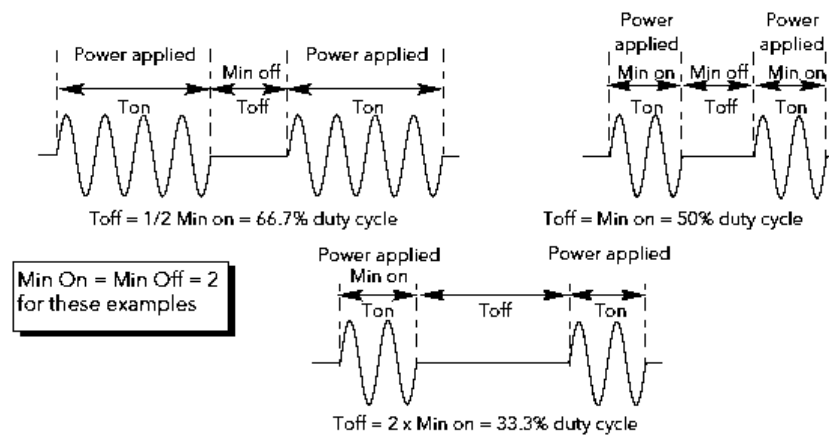 Power applied
Power applied
Min off
Ton
Toff
Ton
Toff = 1/2 Min on = 66.7% duty cycle
Power
applied
Power
applied
Min on
Min off
Min on
Ton
Toff
Ton
Toff = Min on = 50% duty cycle
Min On = Min Off = 2
for these examples
Power applied
Power applied
Min on
Ton
Toff
Ton
Toff = 2 x Min on = 33.3% duty cycle